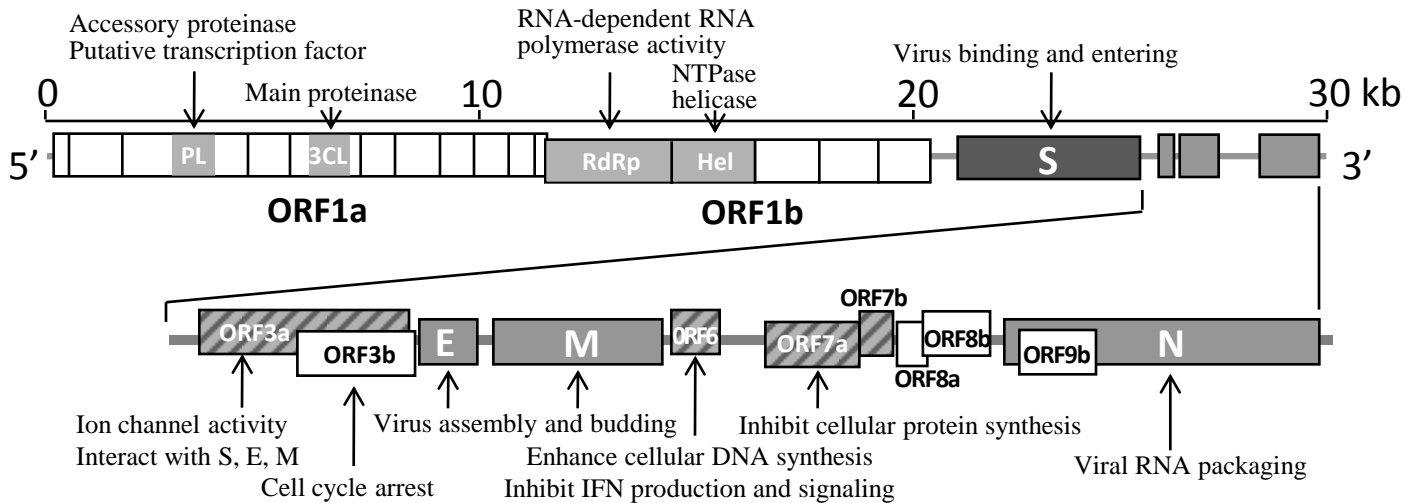 Accessory proteinase
Putative transcription factor
RNA-dependent RNA
polymerase activity
Virus binding and entering
Main proteinase
NTPase
helicase
0 10 20 30 kb
5’ PL 3CL RdRp Hel S 3’
ORF1a ORF1b
ORF7b
ORF3a ORF3b E M 0RF6 ORF7a ORF8b ORF9b N
ORF8a
Ion channel activity
Interact with S, E, M
Cell cycle arrest
Virus assembly and budding
Enhance cellular DNA synthesis
Inhibit IFN production and signaling
Inhibit cellular protein synthesis
Viral RNA packaging